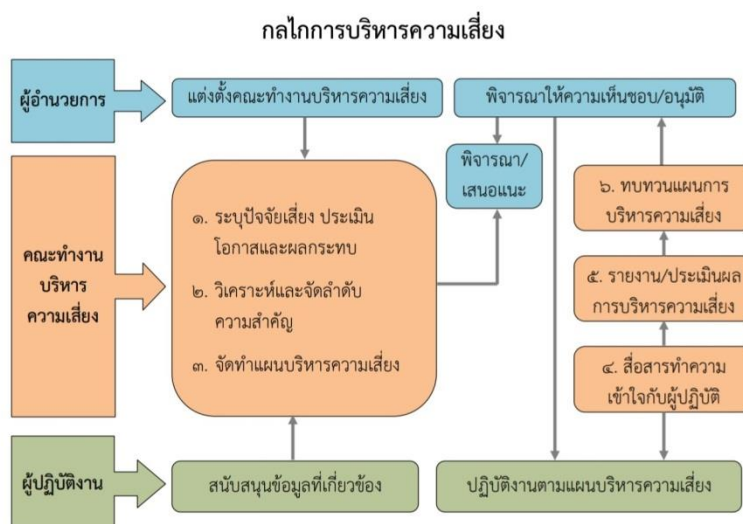 กลไกการบริหารความเสี่ยง
ผู้อำนวยการ
แต่งตั้งคณะทำงานบริหารความเสี่ยง
พิจารณาให้ความเห็นชอบ/อนุมัติ
พิจารณา/
เสนอแนะ
คณะทำงาน
บริหาร
ความเสี่ยง
๑. ระบุปัจจัยเสี่ยง ประเมิน
โอกาสและผลกระทบ
๒. วิเคราะห์และจัดลำดับ
ความสำคัญ
๓. จัดทำแผนบริหารความเสี่ยง
๖. ทบทวนแผนการ
บริหารความเสี่ยง
๕. รายงาน/ประเมินผล
การบริหารความเสี่ยง
๔. สื่อสารทำความ
เข้าใจกับผู้ปฏิบัติ
ผู้ปฏิบัติงาน
สนับสนุนข้อมูลที่เกี่ยวข้อง
ปฏิบัติงานตามแผนบริหารความเสี่ยง